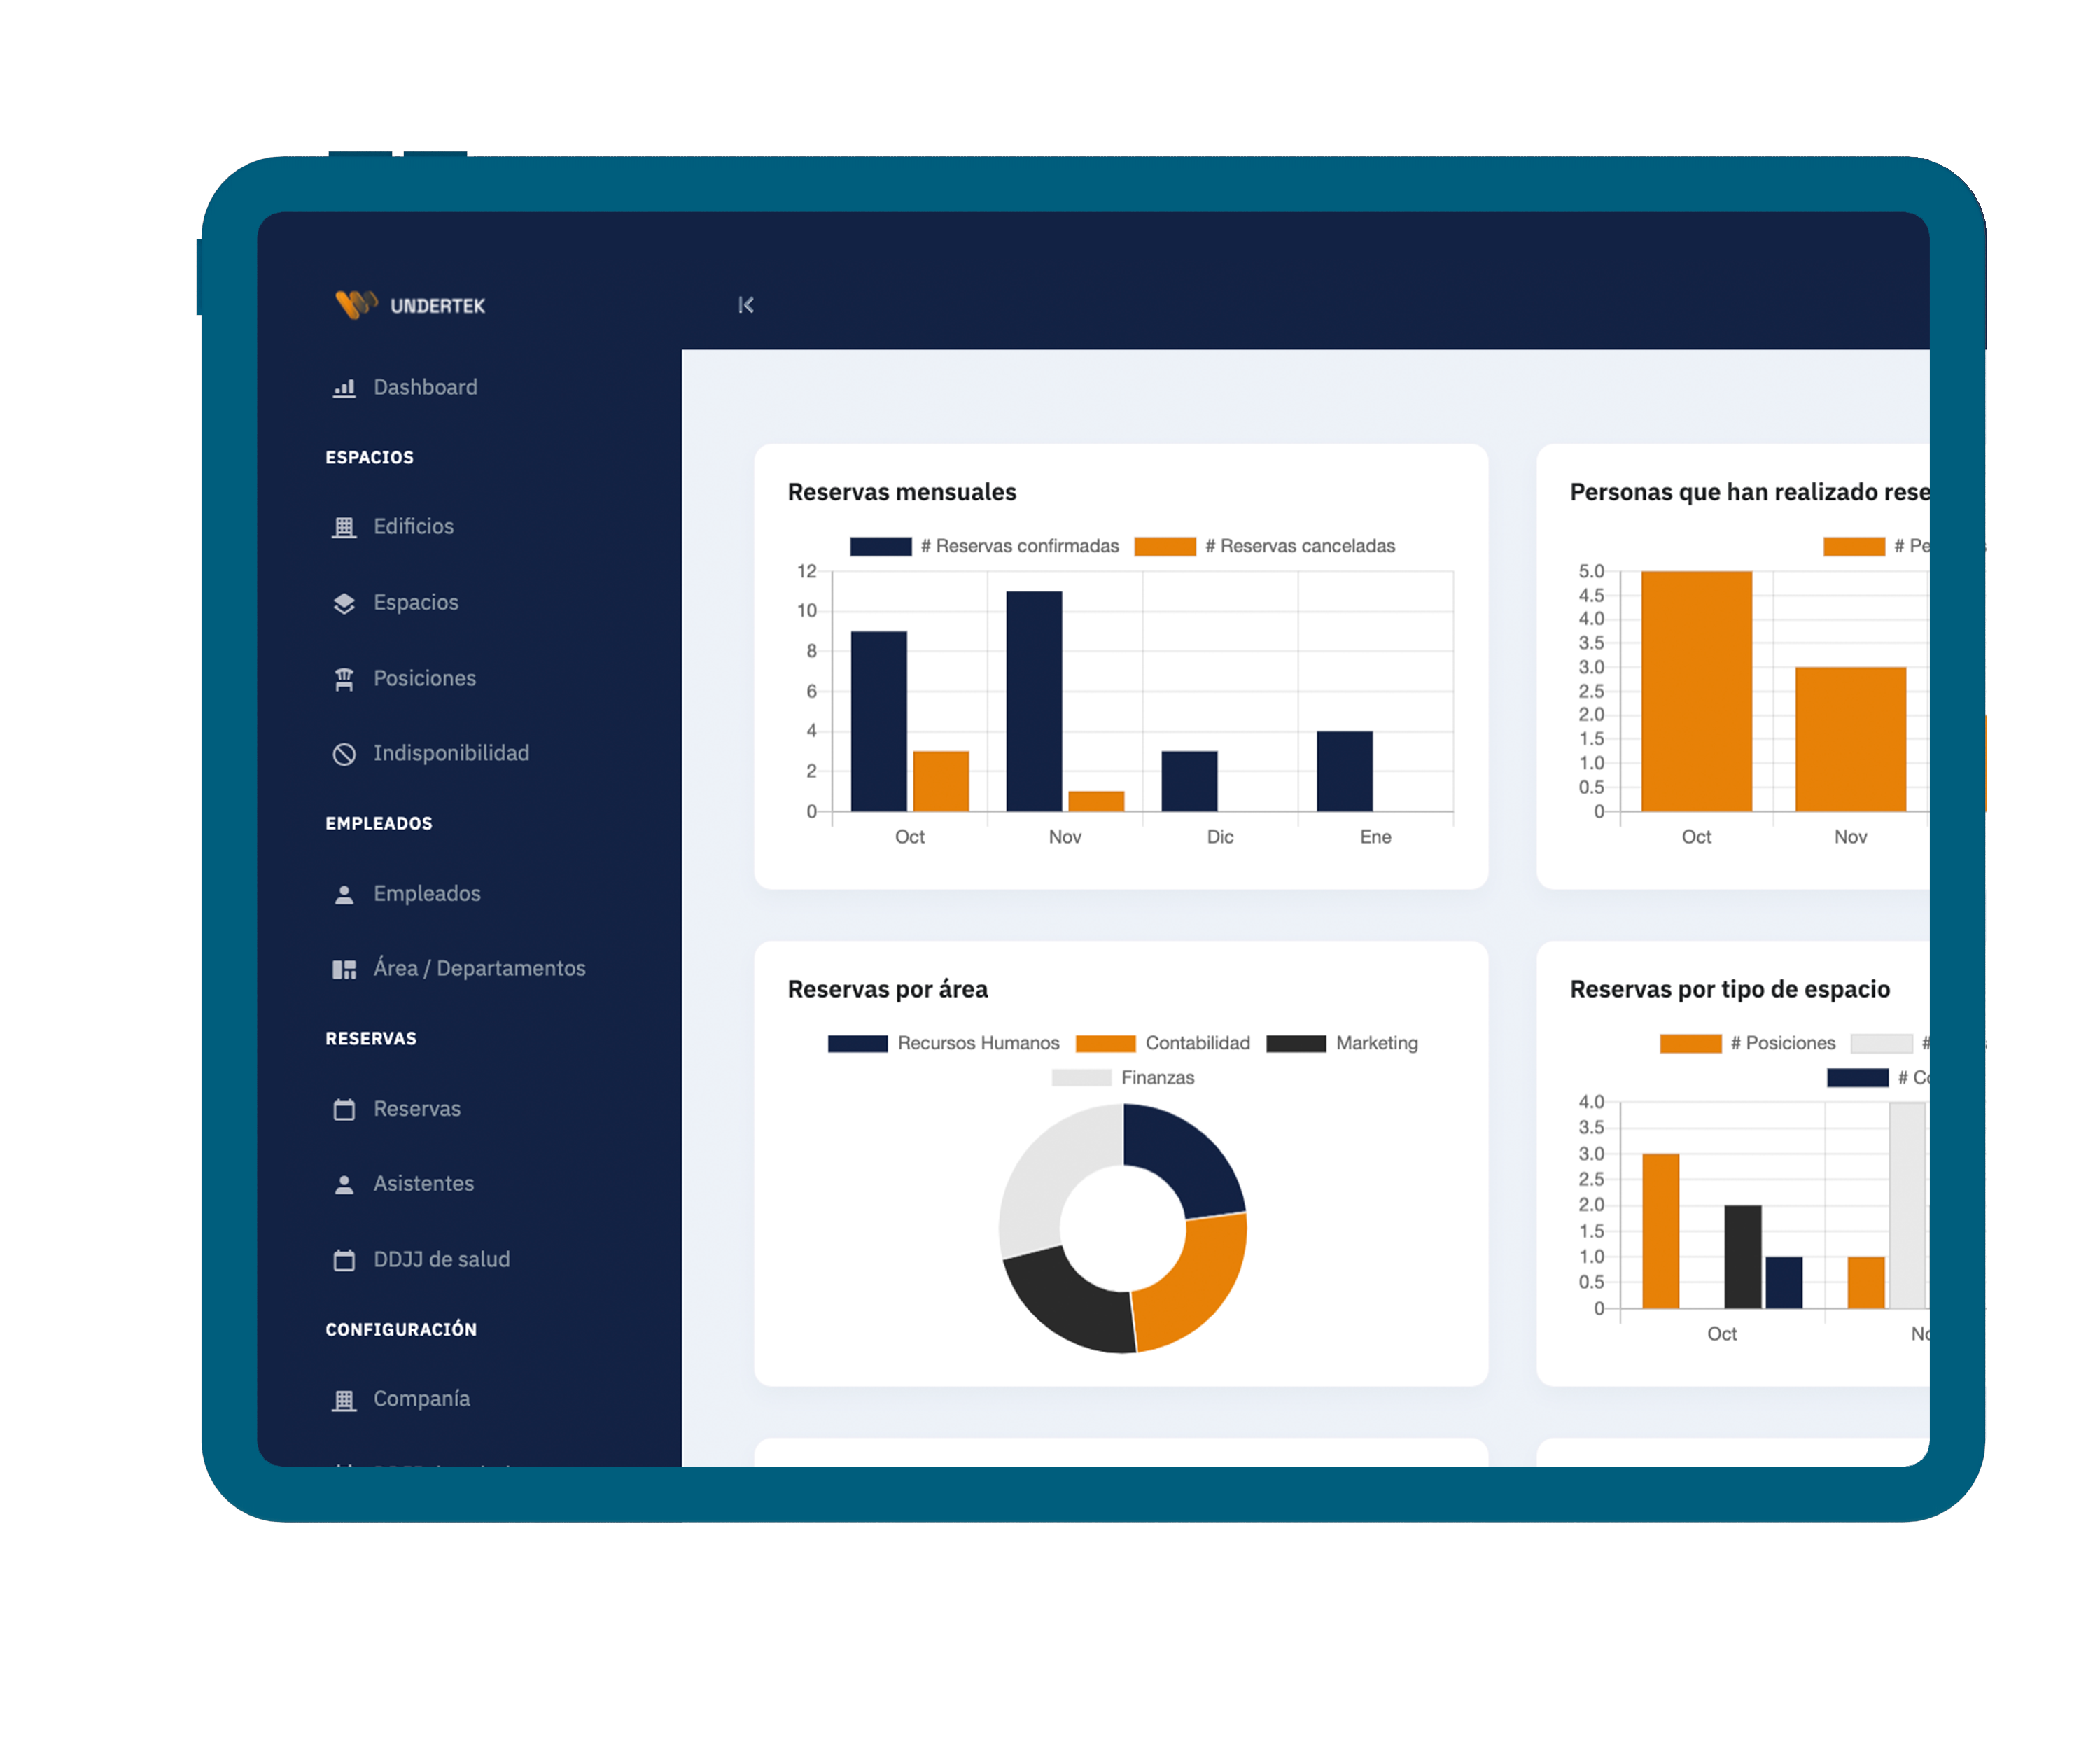 UNDERTEK
Dashboard
ESPACIOS
Edificios
Espacios
Posiciones
Indisponibilidad
EMPLEADOS
Empleados
Área / Departamentos
RESERVAS
Reservas
Asistentes
DDJJ de salud
CONFIGURACIÓN
Compañía
Reservas mensuales
# Reservas confirmadas # Reservas canceladas
12
10
8
6
4
2
0
Oct Nov Dic Ene
Personas que han realizado rese
# Pe
5.0
4.5
4.0
3.5
3.0
2.5
2.0
1.5
1.0
0.5
0
Oct Nov
Reservas por área
Recursos Humanos Contabilidad Marketing
Finanzas
Reservas por tipo de espacio
# Posiciones #
# Co
4.0
3.5
3.0
2.5
2.0
1.5
1.0
0.5
0
Oct No